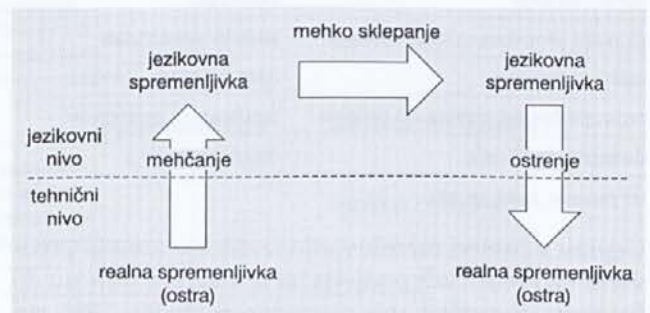 mehko sklepanje
jezikovna
spremenljivka
jezikovna
spremenljivka
jezikovni
nivo
mehčanje
ostrenje
tehnični
nivo
realna spremenljivka
(ostra)
realna spremenljivka
(ostra)